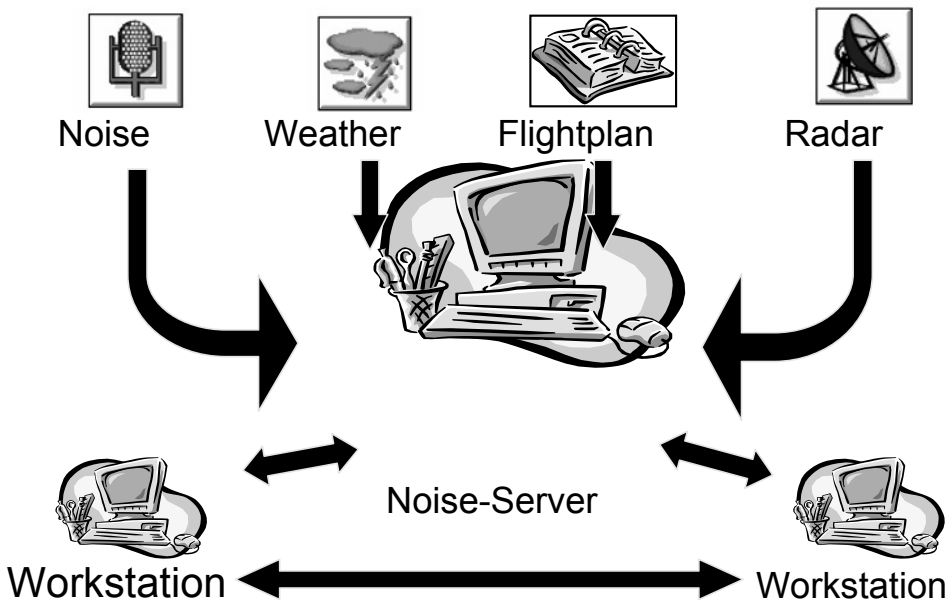 Noise
Weather
Flightplan
Radar
Noise-Server
Workstation
Workstation